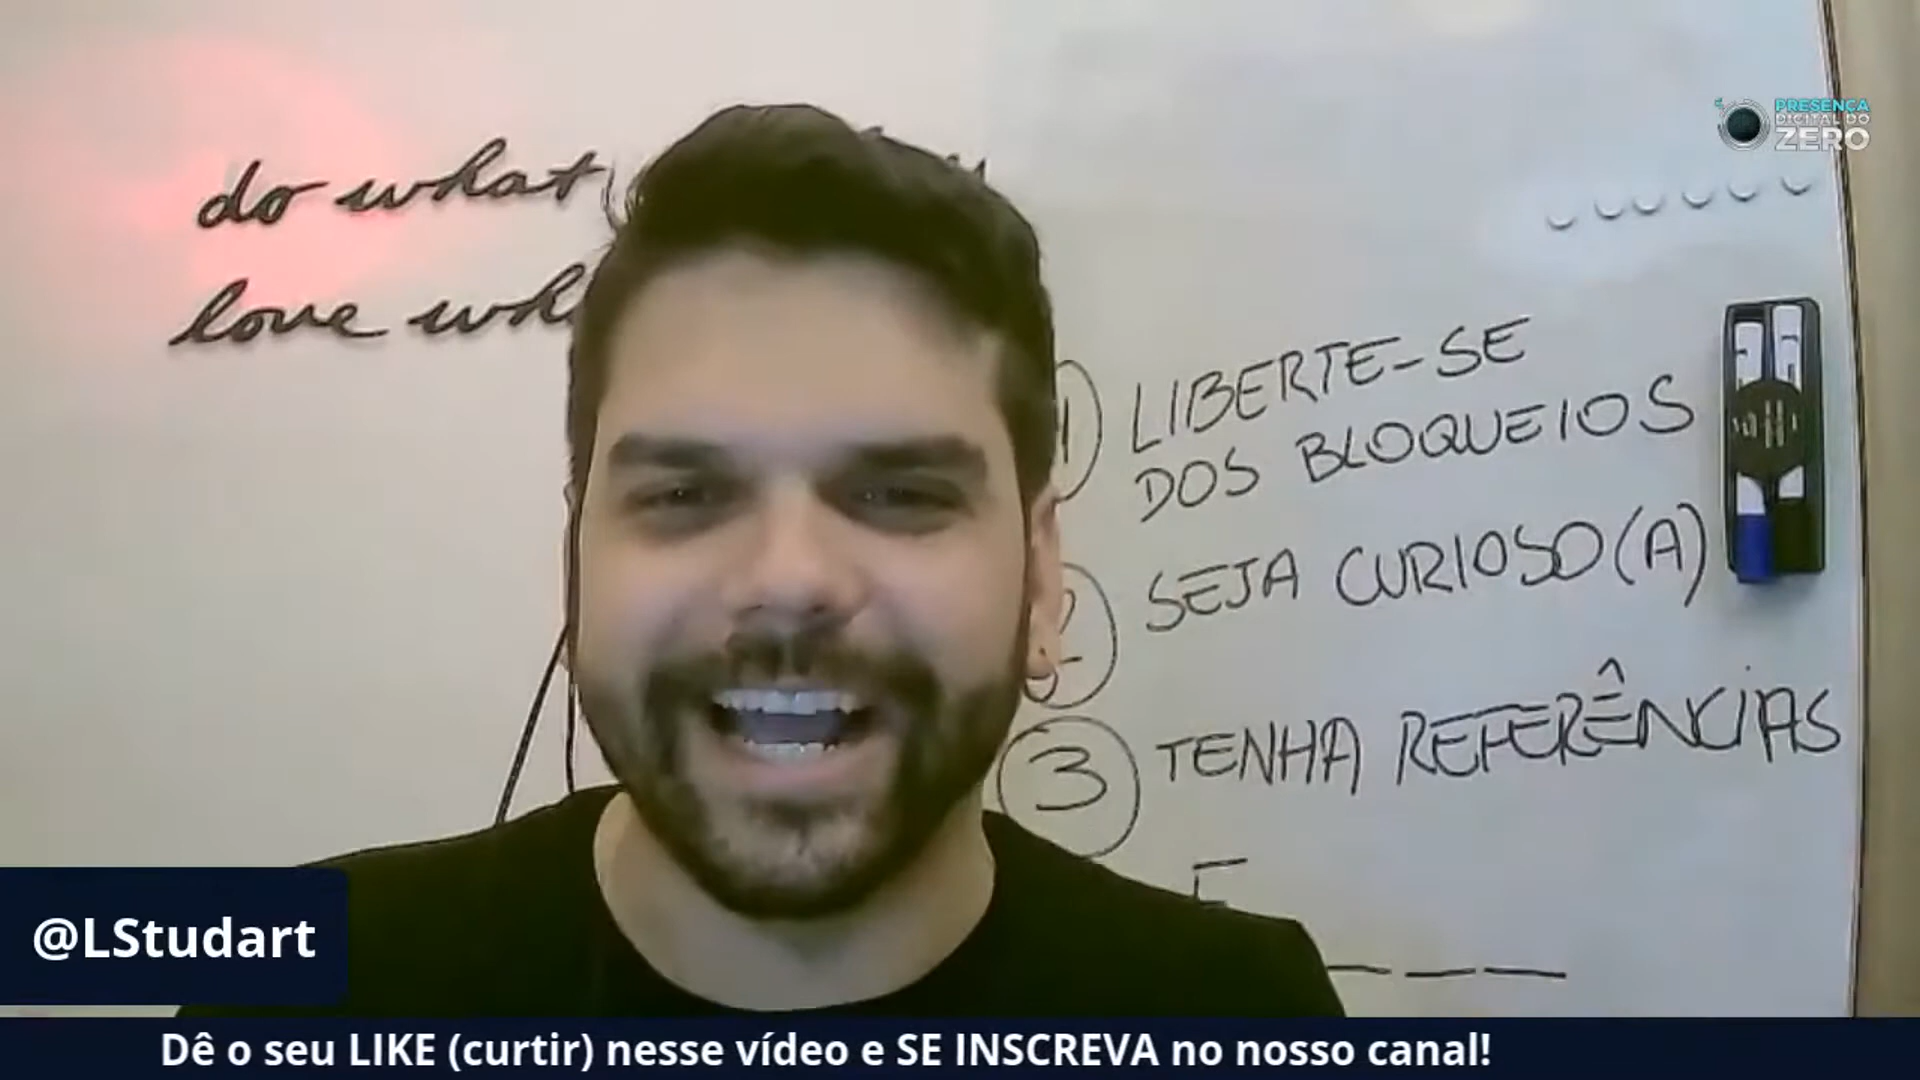 do what
love wh
PRESENÇA
DIGITAL DO
ZERO
1 LIBERTE-SE
DOS BLOQUEIOS
2 SEJA CURIOSO(A)
3 TENHA REFERÊNCIAS
E
@LStudart
Dê o seu LIKE (curtir) nesse vídeo e SE INSCREVA no nosso canal!